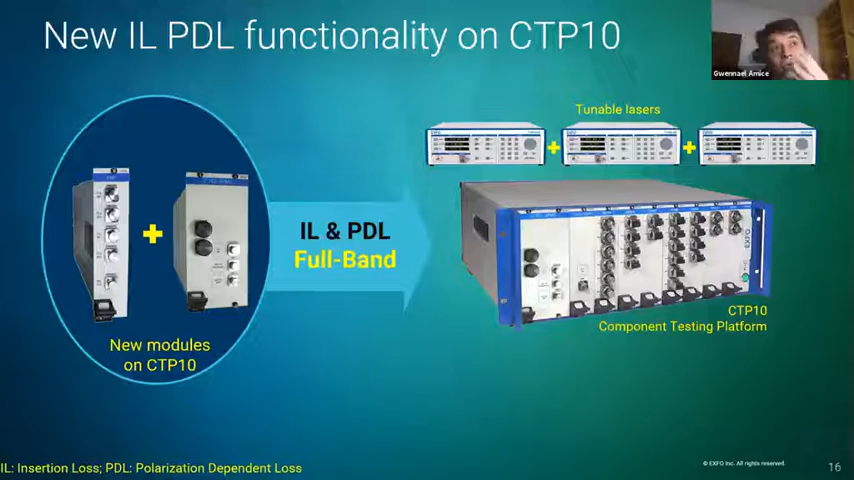 New IL PDL functionality on CTP10
Gwennael Amice
Tunable lasers
IL & PDL
Full-Band
EXFO
CTP10
Component Testing Platform
New modules
on CTP10
IL: Insertion Loss; PDL: Polarization Dependent Loss
© EXFO Inc. All rights reserved.
16